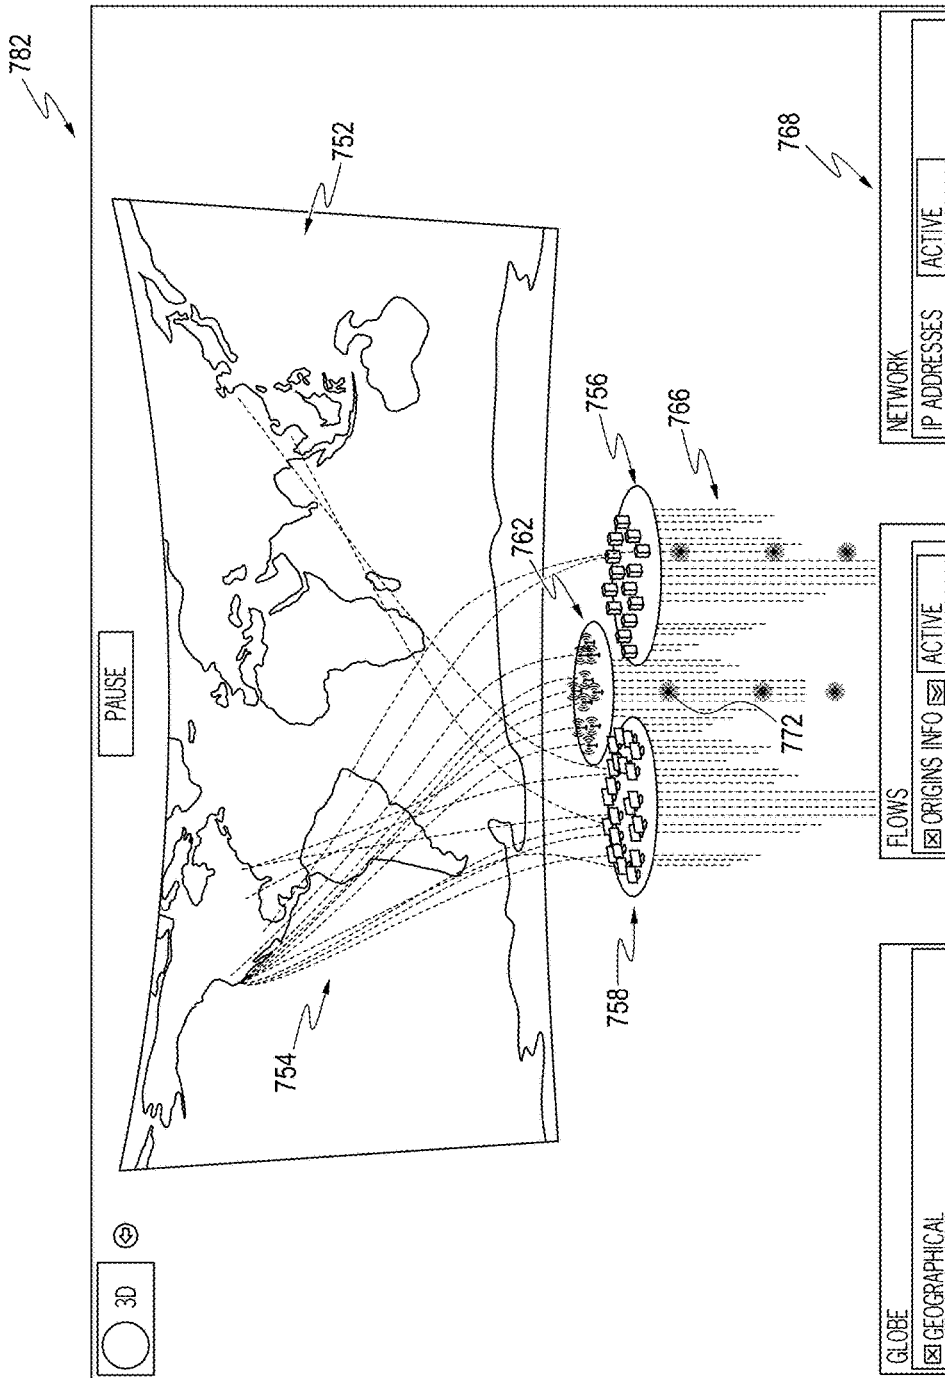 782
3D
PAUSE
752
754
762
756
766
758
772
768
GLOBE
☒ GEOGRAPHICAL
FLOWS
☒ ORIGINS INFO ACTIVE
NETWORK
IP ADDRESSES ACTIVE